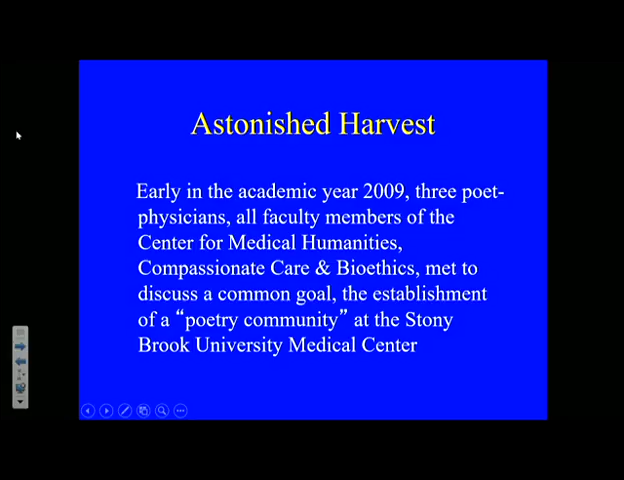 Astonished Harvest
Early in the academic year 2009, three poet-
physicians, all faculty members of the
Center for Medical Humanities,
Compassionate Care & Bioethics, met to
discuss a common goal, the establishment
of a “poetry community” at the Stony
Brook University Medical Center